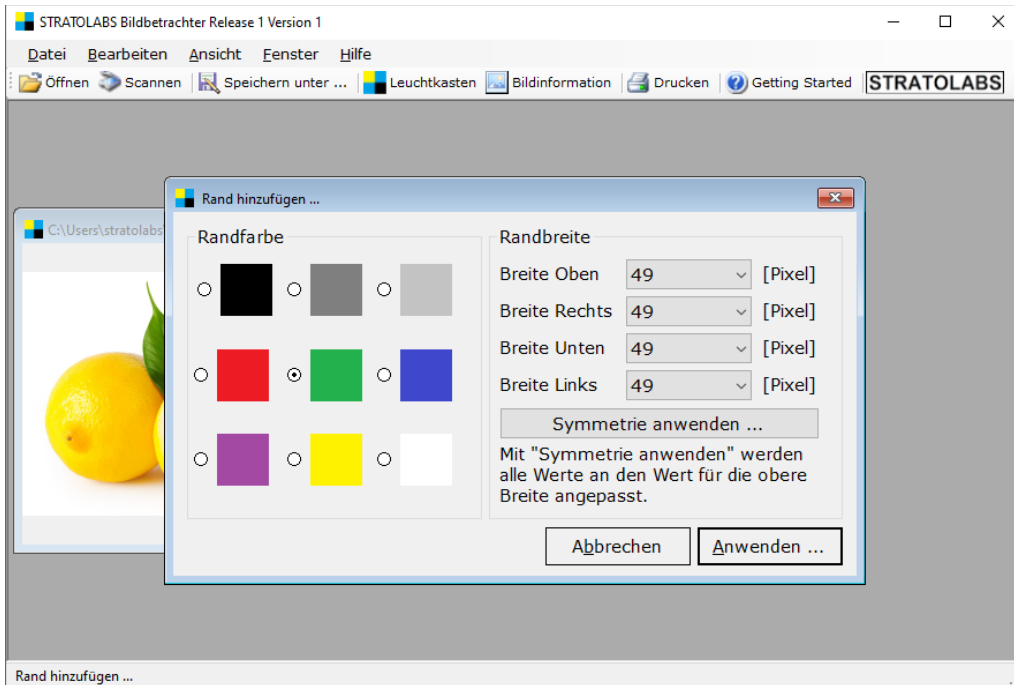 STRATOLABS Bildbetrachter Release 1 Version 1
Datei Bearbeiten Ansicht Fenster Hilfe
Öffnen Scannen Speichern unter ... Leuchtkasten Bildinformation Drucken Getting Started STRATOLABS
Rand hinzufügen ...
C:\Users\stratolabs
Randfarbe
Randbreite
Breite Oben 49 [Pixel]
Breite Rechts 49 [Pixel]
Breite Unten 49 [Pixel]
Breite Links 49 [Pixel]
Symmetrie anwenden ...
Mit "Symmetrie anwenden" werden
alle Werte an den Wert für die obere
Breite angepasst.
Abbrechen Anwenden ...
Rand hinzufügen ...